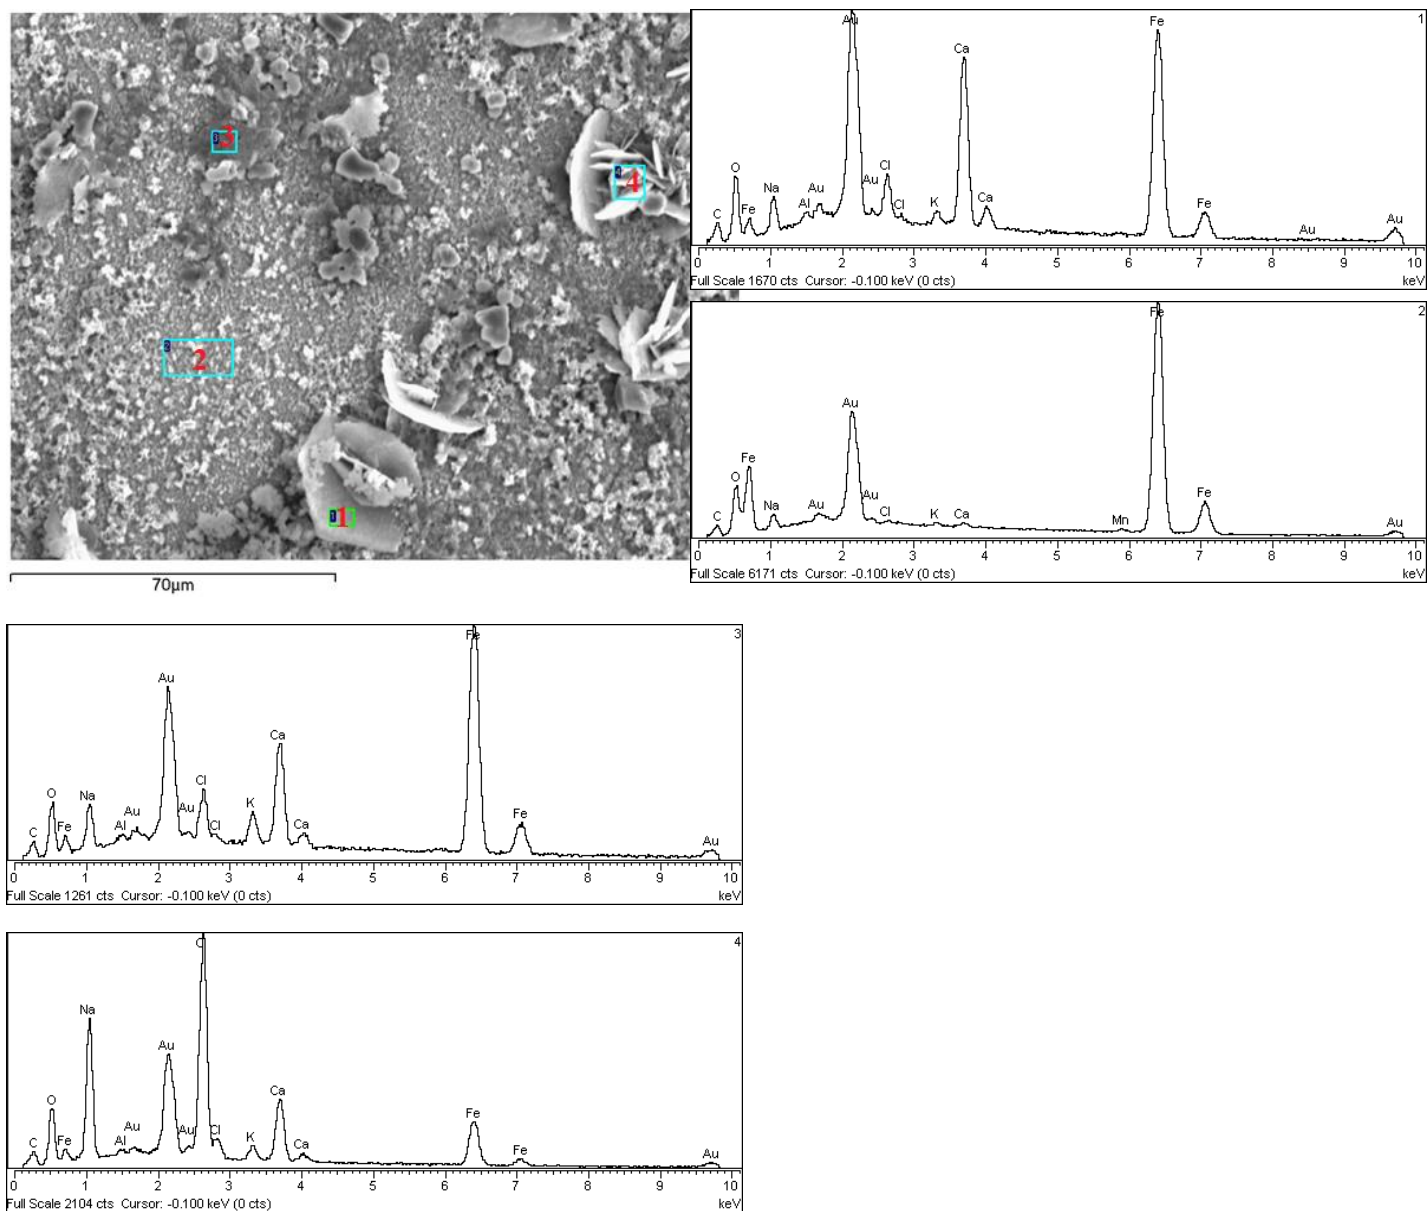 3
4
2
1
70µm
1
Au
Fe
Ca
O
Cl
Na
Au
Au
Al
Cl
K
Ca
C
Fe
Fe
Au
Au
0 1 2 3 4 5 6 7 8 9 10
Full Scale 1670 cts Cursor: -0.100 keV (0 cts) keV
2
Fe
Au
Fe
O
Na
Au
Au
Cl
K
Ca
C
Mn
Fe
Au
0 1 2 3 4 5 6 7 8 9 10
Full Scale 6171 cts Cursor: -0.100 keV (0 cts) keV
3
Fe
Au
Ca
O
Na
Cl
K
Au
Au
Al
Cl
Ca
C
Fe
Fe
Au
0 1 2 3 4 5 6 7 8 9 10
Full Scale 1261 cts Cursor: -0.100 keV (0 cts) keV
4
Cl
Na
Au
O
Ca
Fe
C
Fe
Al
Au
Au
Cl
K
Ca
Fe
Au
0 1 2 3 4 5 6 7 8 9 10
Full Scale 2104 cts Cursor: -0.100 keV (0 cts) keV